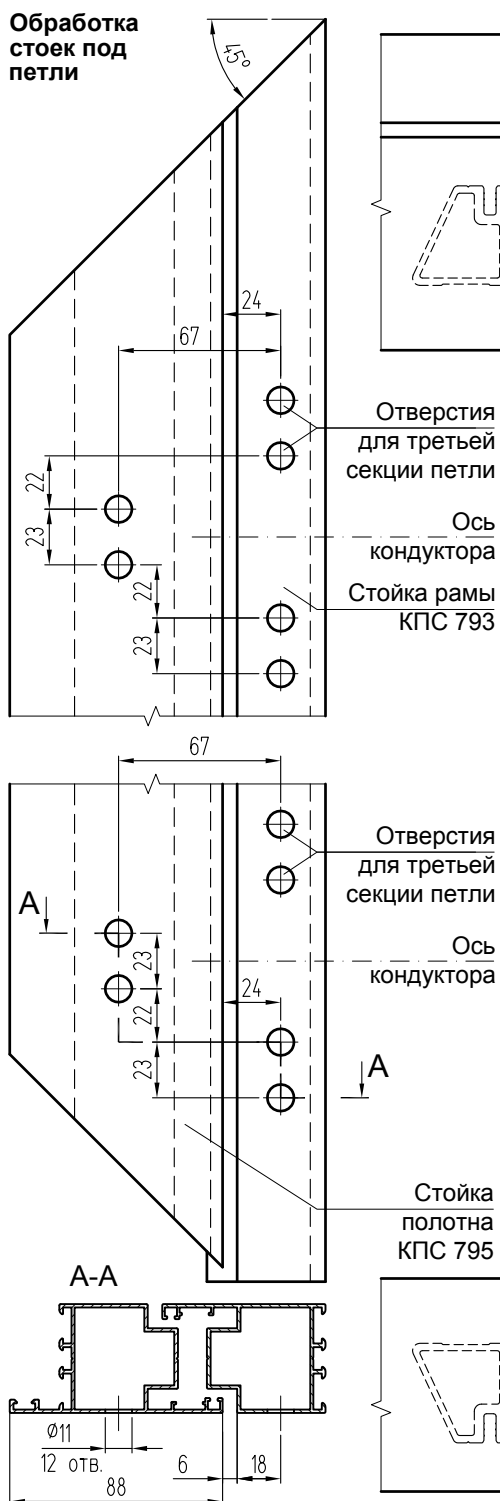 Обработка
стоек под
петли
45°
24
67
Отверстия
для третьей
секции петли
22
23
Ось
кондуктора
22
Стойка рамы
КПС 793
23
67
Отверстия
для третьей
секции петли
А
23
Ось
кондуктора
24
22
23
А
Стойка
полотна
КПС 795
А-А
Ø11
12 отв.
6
18
88